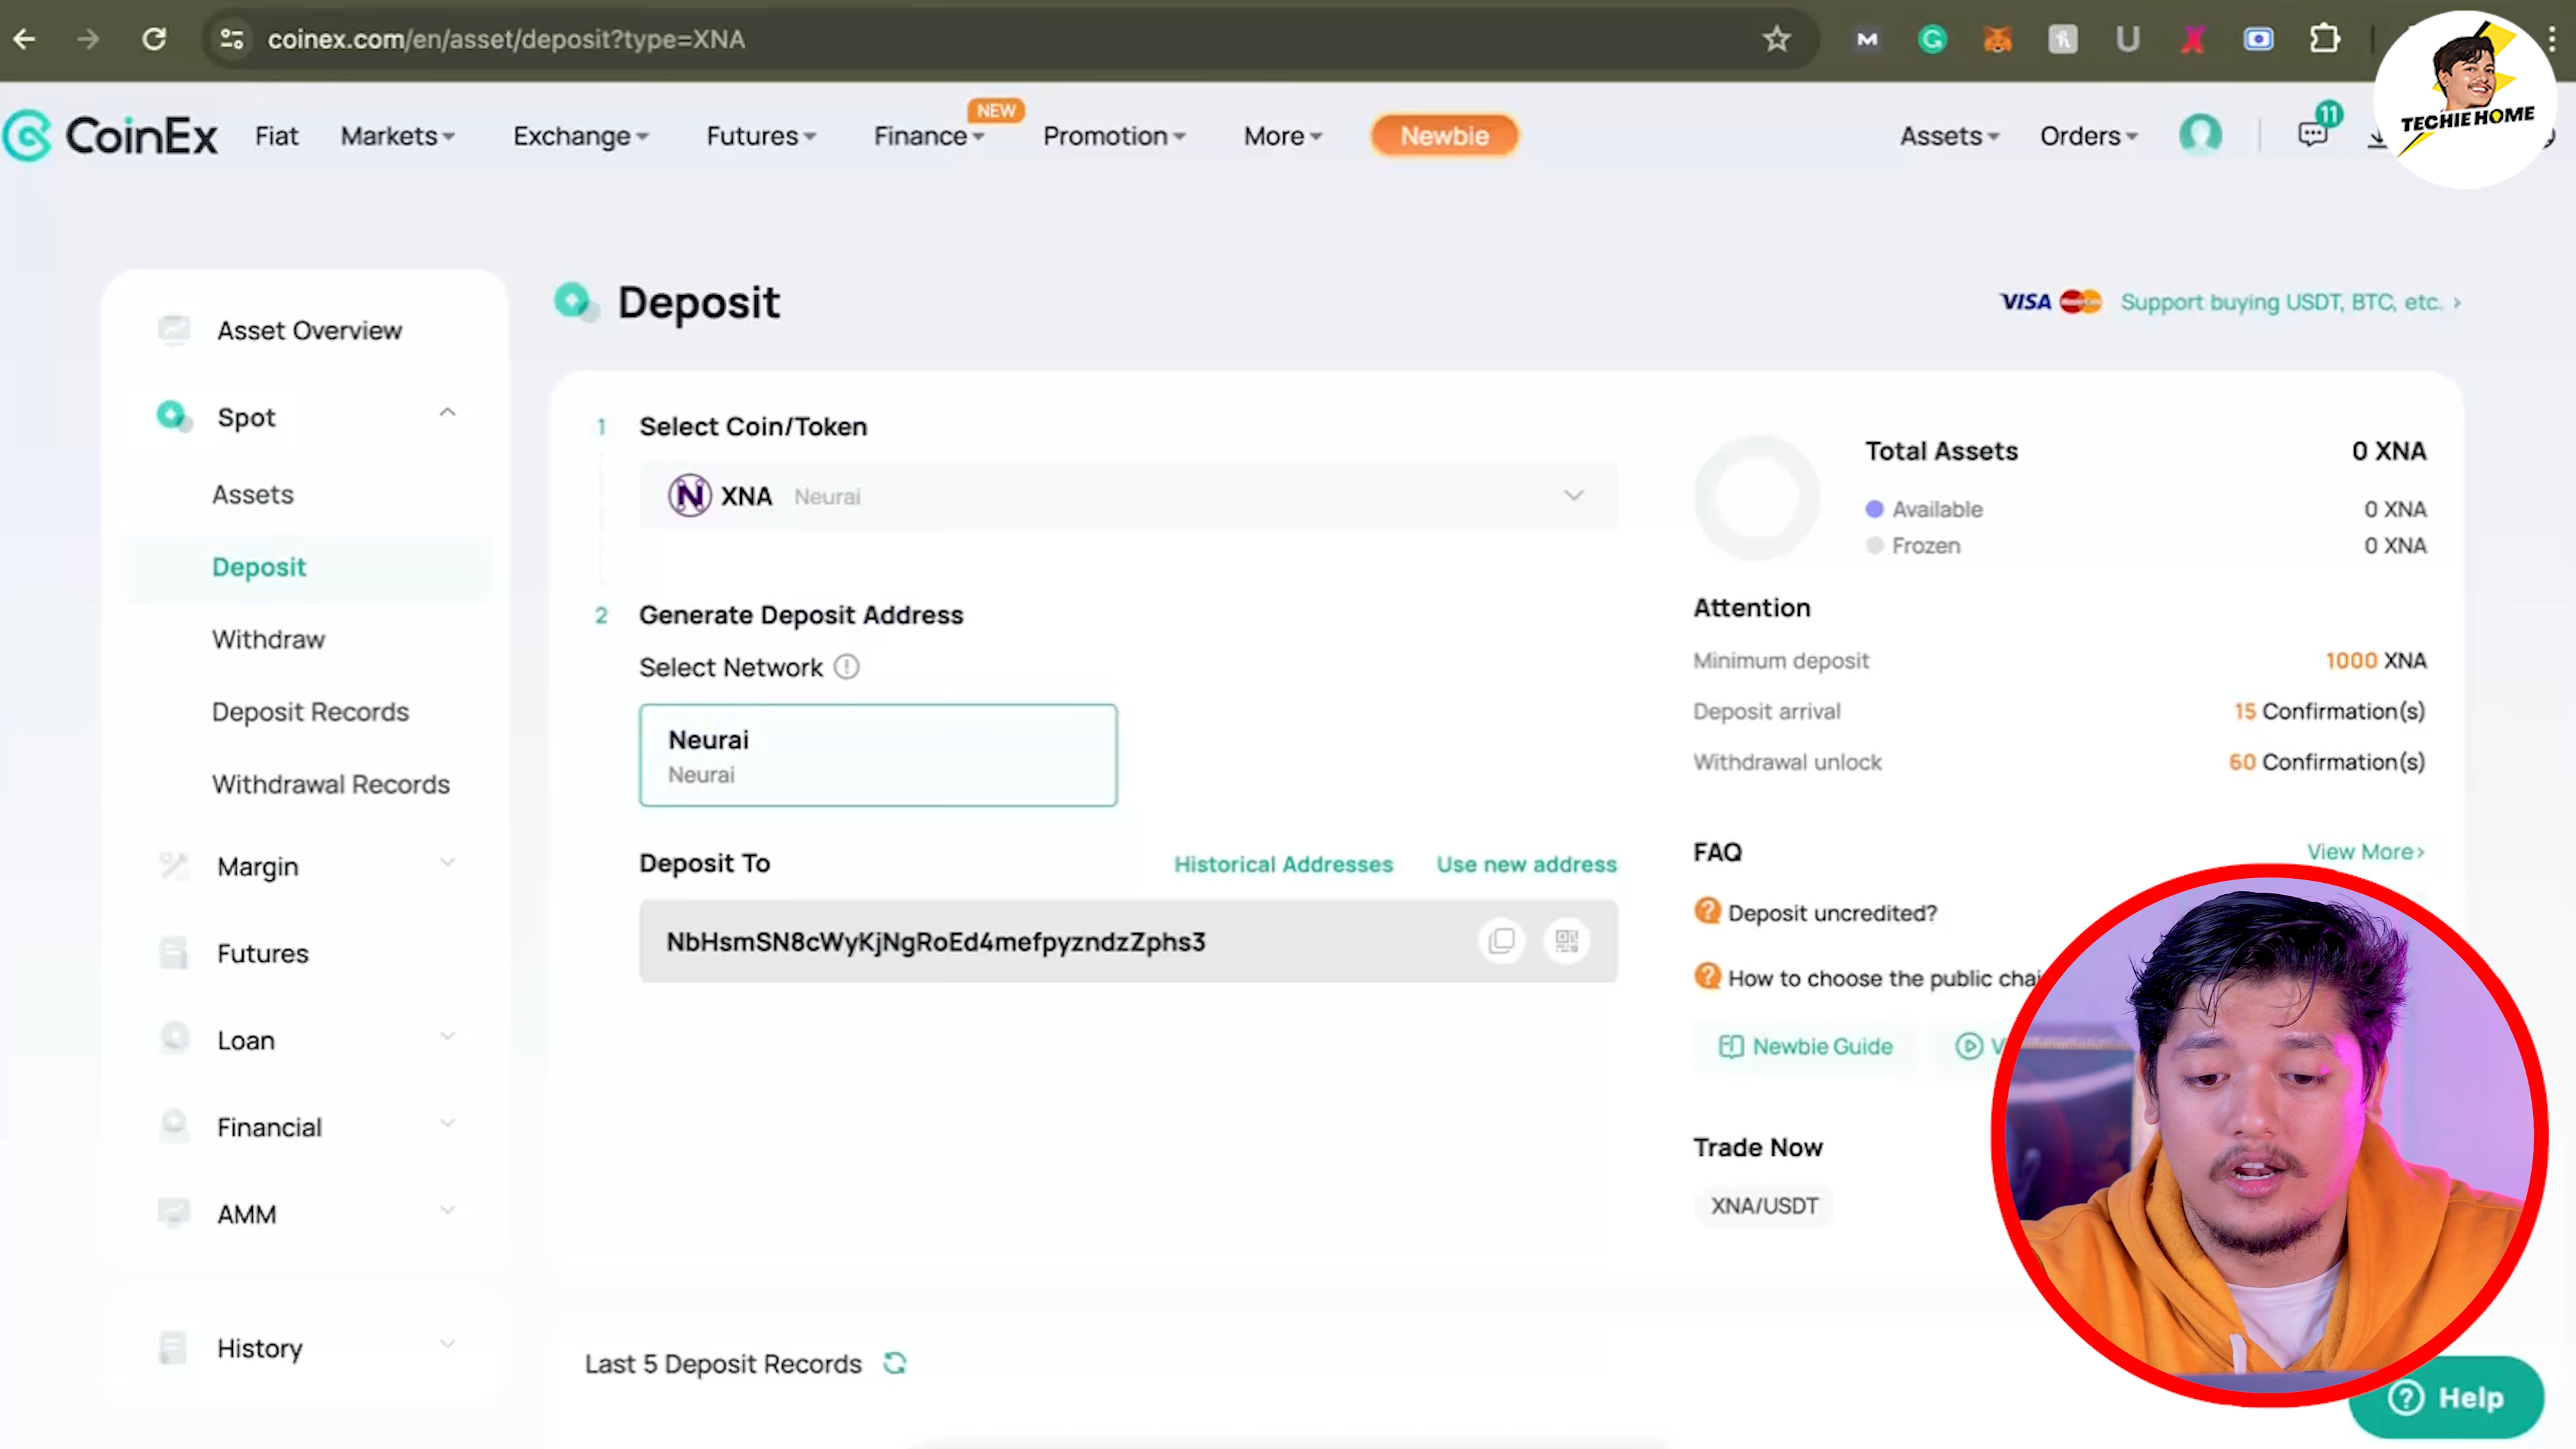 coinex.com/en/asset/deposit?type=XNA
TECHIE HOME
CoinEx Fiat Markets Exchange Futures Finance NEW Promotion More Newbie Assets Orders 11
Deposit
VISA Support buying USDT, BTC, etc.
Asset Overview
Spot
Assets
Deposit
Withdraw
Deposit Records
Withdrawal Records
Margin
Futures
Loan
Financial
AMM
History
1 Select Coin/Token
XNA Neurai
2 Generate Deposit Address
Select Network
Neurai
Neurai
Deposit To Historical Addresses Use new address
NbHsmSN8cWyKjNgRoEd4mefpyzndzZphs3
Last 5 Deposit Records
Total Assets 0 XNA
Available 0 XNA
Frozen 0 XNA
Attention
Minimum deposit 1000 XNA
Deposit arrival 15 Confirmation(s)
Withdrawal unlock 60 Confirmation(s)
FAQ View More>
Deposit uncredited?
How to choose the public chai
Newbie Guide
Trade Now
XNA/USDT
Help